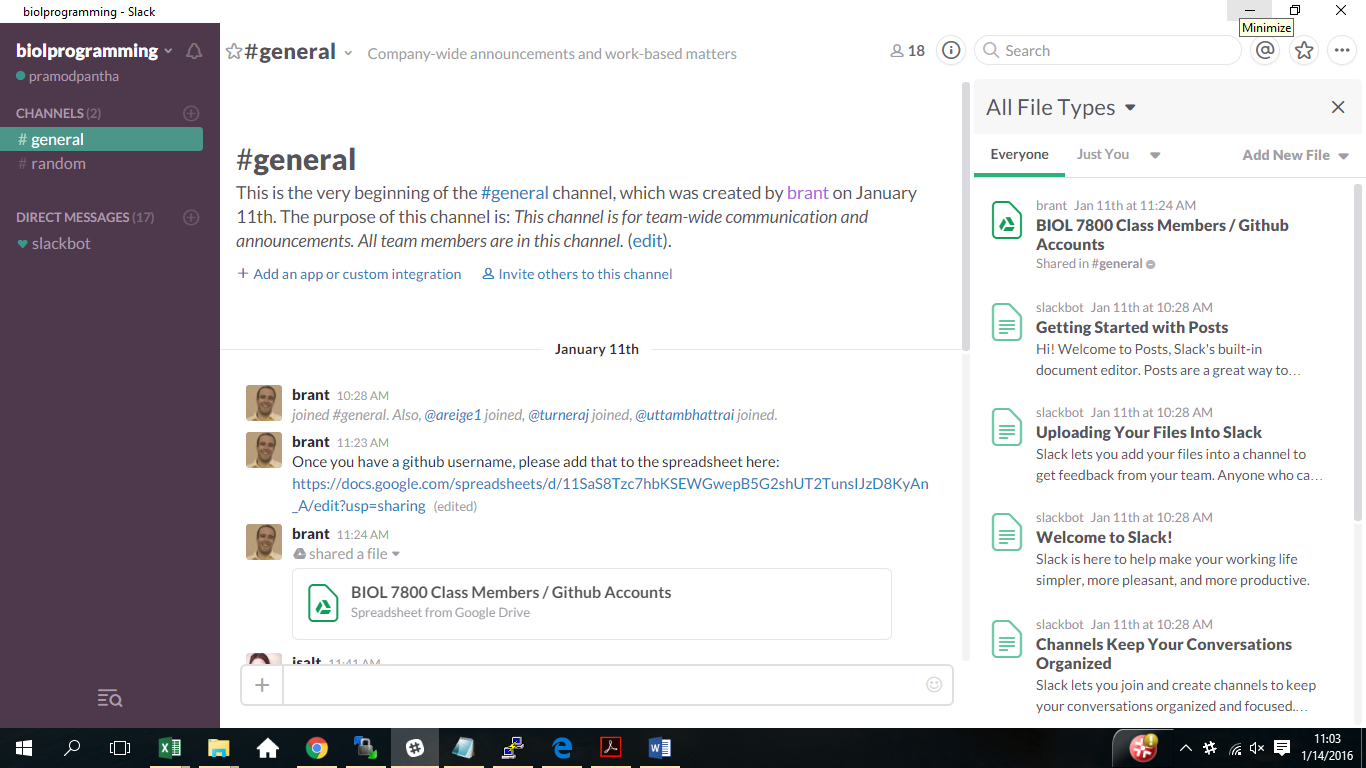 biolprogramming - Slack
Minimize
biolprogramming
pramodpantha
CHANNELS (2)
# general
# random
DIRECT MESSAGES (17)
slackbot
#general
Company-wide announcements and work-based matters
18
Search
#general
This is the very beginning of the #general channel, which was created by brant on January
11th. The purpose of this channel is: This channel is for team-wide communication and
announcements. All team members are in this channel. (edit).
+ Add an app or custom integration
Invite others to this channel
January 11th
brant 10:28 AM
joined #general. Also, @areige1 joined, @turneraj joined, @uttambhattrai joined.
brant 11:23 AM
Once you have a github username, please add that to the spreadsheet here:
https://docs.google.com/spreadsheets/d/11SaS8Tzc7hbKSEWGwepB5G2shUT2TunsIJzD8KyAn
_A/edit?usp=sharing (edited)
brant 11:24 AM
shared a file
BIOL 7800 Class Members / Github Accounts
Spreadsheet from Google Drive
jsalt 11:41 AM
All File Types
Everyone
Just You
Add New File
brant Jan 11th at 11:24 AM
BIOL 7800 Class Members / Github
Accounts
Shared in #general
slackbot Jan 11th at 10:28 AM
Getting Started with Posts
Hi! Welcome to Posts, Slack's built-in
document editor. Posts are a great way to…
slackbot Jan 11th at 10:28 AM
Uploading Your Files Into Slack
Slack lets you add your files into a channel to
get feedback from your team. Anyone who ca…
slackbot Jan 11th at 10:28 AM
Welcome to Slack!
Slack is here to help make your working life
simpler, more pleasant, and more productive.
slackbot Jan 11th at 10:28 AM
Channels Keep Your Conversations
Organized
Slack lets you join and create channels to keep
your conversations organized and focused.…
11:03
1/14/2016